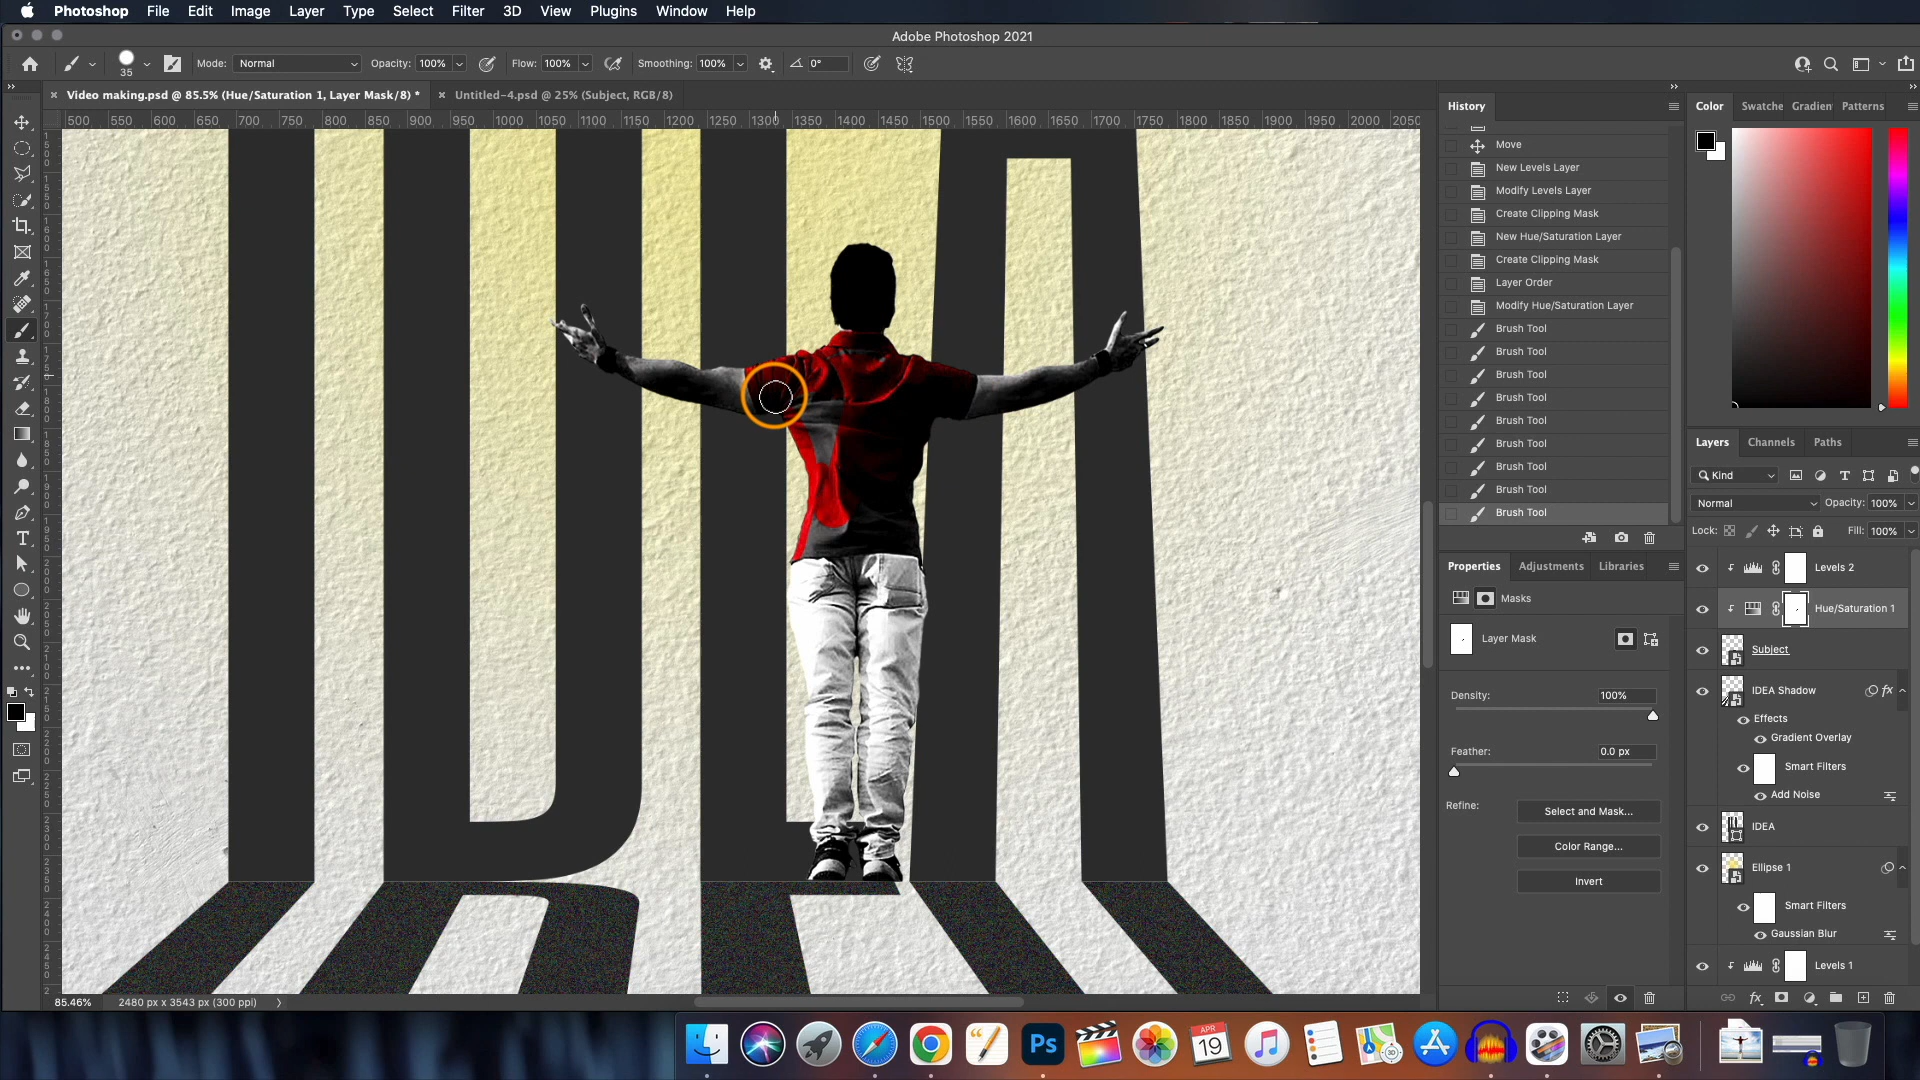 Photoshop File Edit Image Layer Type Select Filter 3D View Plugins Window Help
Adobe Photoshop 2021
35 Mode: Normal Opacity: 100% Flow: 100% Smoothing: 100% 0°
Video making.psd @ 85.5% (Hue/Saturation 1, Layer Mask/8) * Untitled-4.psd @ 25% (Subject, RGB/8)
500 550 600 650 700 750 800 850 900 950 1000 1050 1100 1150 1200 1250 1300 1350 1400 1450 1500 1550 1600 1650 1700 1750 1800 1850 1900 1950 2000 2050
History
Move
New Levels Layer
Modify Levels Layer
Create Clipping Mask
New Hue/Saturation Layer
Create Clipping Mask
Layer Order
Modify Hue/Saturation Layer
Brush Tool
Brush Tool
Brush Tool
Brush Tool
Brush Tool
Brush Tool
Brush Tool
Brush Tool
Brush Tool
Properties Adjustments Libraries
Masks
Layer Mask
Density: 100%
Feather: 0.0 px
Refine: Select and Mask...
Color Range...
Invert
Color Swatche Gradien Patterns
Layers Channels Paths
Kind
Normal Opacity: 100%
Lock: Fill: 100%
Levels 2
Hue/Saturation 1
Subject
IDEA Shadow fx
Effects
Gradient Overlay
Smart Filters
Add Noise
IDEA
Ellipse 1
Smart Filters
Gaussian Blur
Levels 1
fx
85.46% 2480 px x 3543 px (300 ppi)
Ps
APR
19